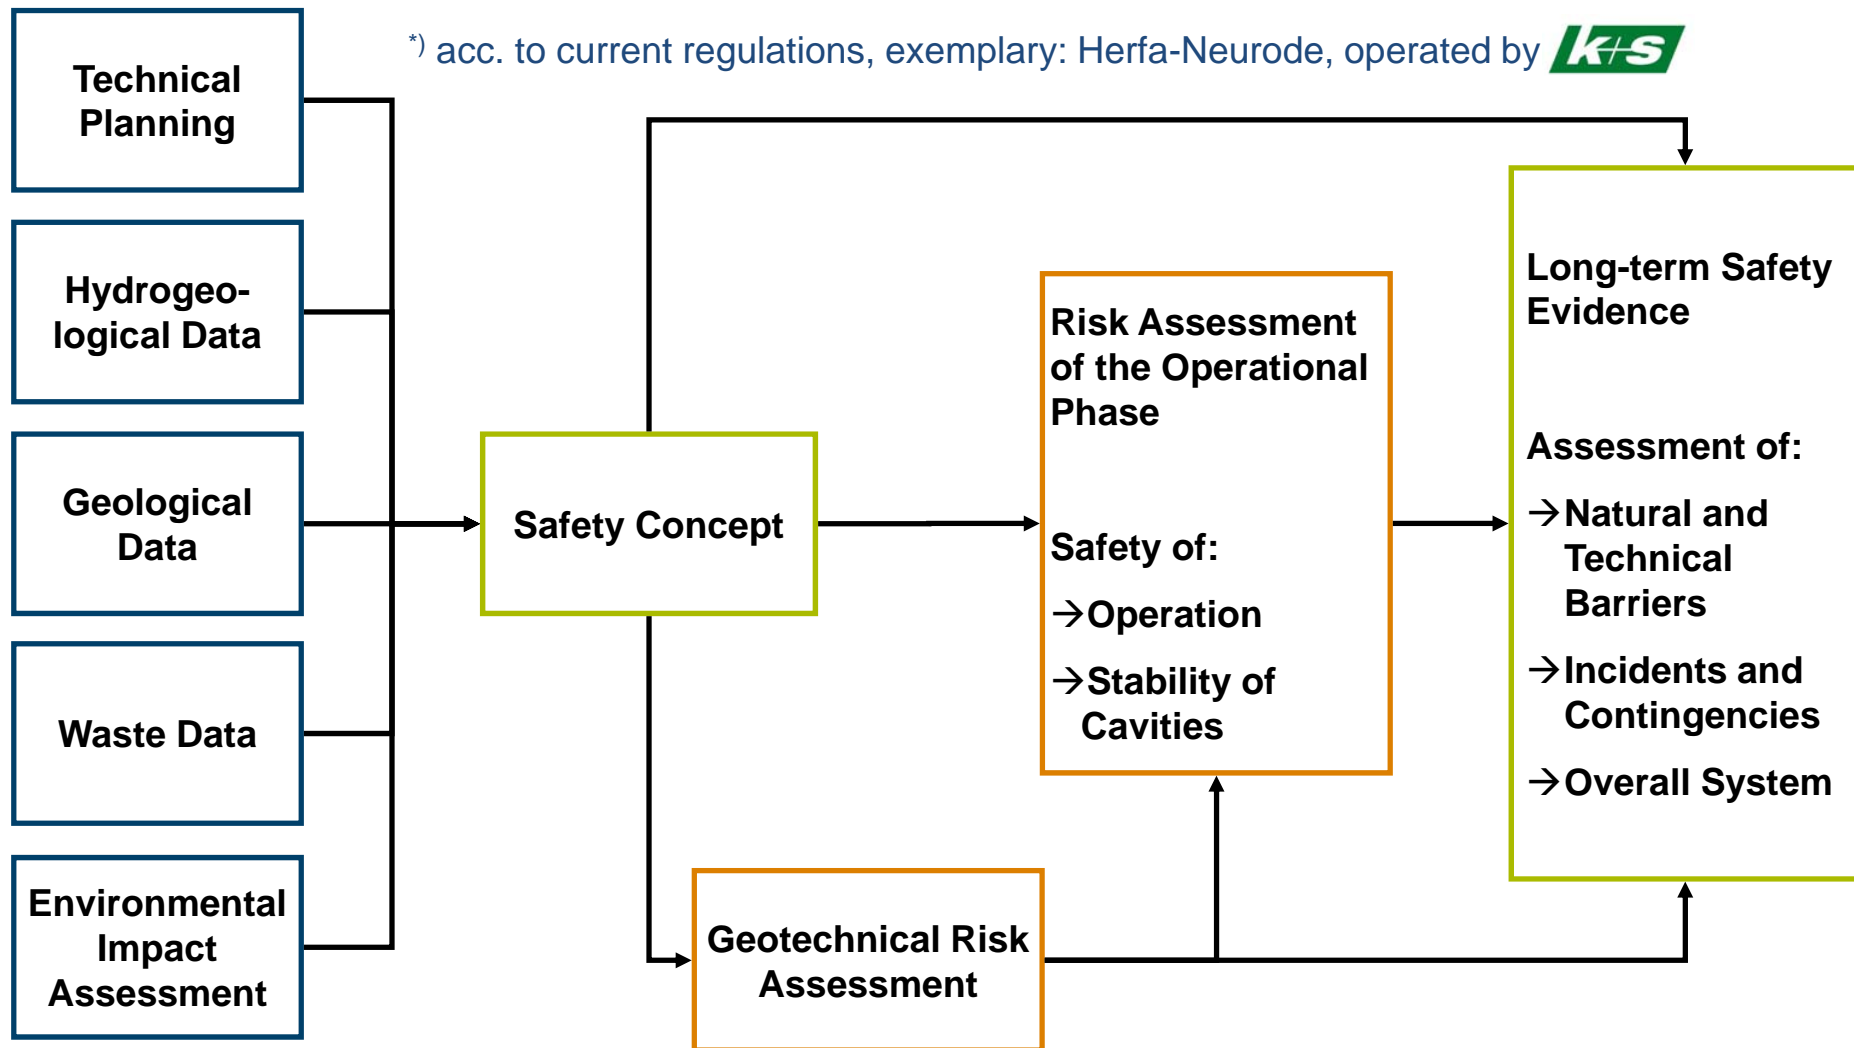 *) acc. to current regulations, exemplary: Herfa-Neurode, operated by K+S
Technical
Planning
Hydrogeo-
logical Data
Geological
Data
Waste Data
Environmental
Impact
Assessment
Safety Concept
Geotechnical Risk
Assessment
Risk Assessment
of the Operational
Phase
Safety of:
→Operation
→Stability of
Cavities
Long-term Safety
Evidence
Assessment of:
→Natural and
Technical
Barriers
→Incidents and
Contingencies
→Overall System